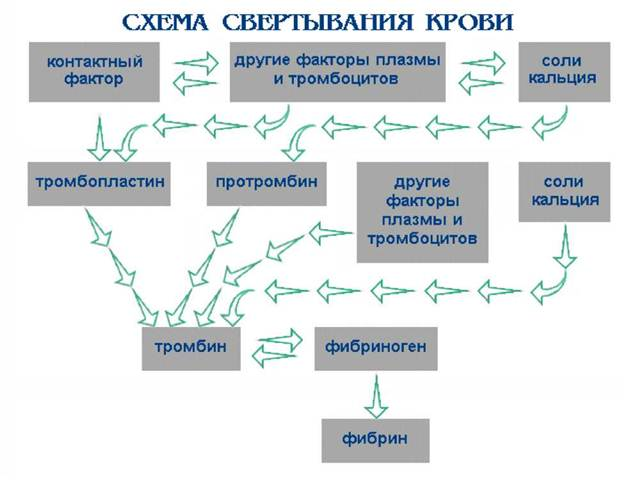 СХЕМА СВЕРТЫВАНИЯ КРОВИ
контактный
фактор
другие факторы плазмы
и тромбоцитов
соли
кальция
тромбопластин
протромбин
другие
факторы
плазмы и
тромбоцитов
соли
кальция
тромбин
фибриноген
фибрин